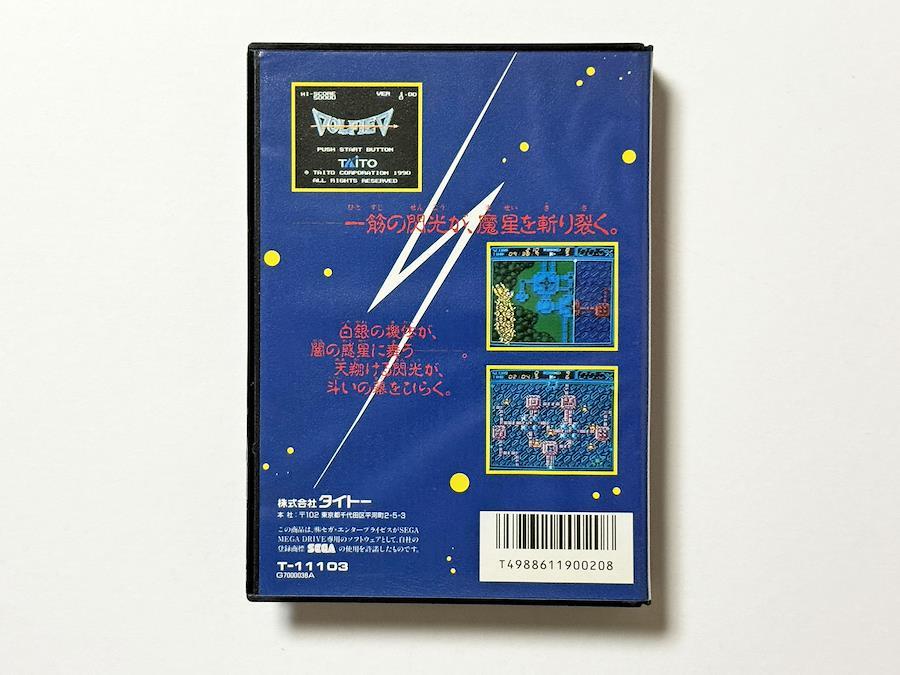 HI-SCORE
50000
VER 1.00
VOLFIED
PUSH START BUTTON
TAITO
© TAITO CORPORATION 1990
ALL RIGHTS RESERVED
一筋の閃光が、魔星を斬り裂く。
白銀の機体が、
闇の惑星に舞う―――。
天翔ける閃光が、
斗いの幕をひらく。
株式会社 タイトー
本 社:〒102 東京都千代田区平河町2-5-3
この商品は、㈱セガ・エンタープライゼスがSEGA
MEGA DRIVE専用のソフトウェアとして、自社の
登録商標 SEGA の使用を許諾したものです。
T-11103
G7000038A
T4988611900208